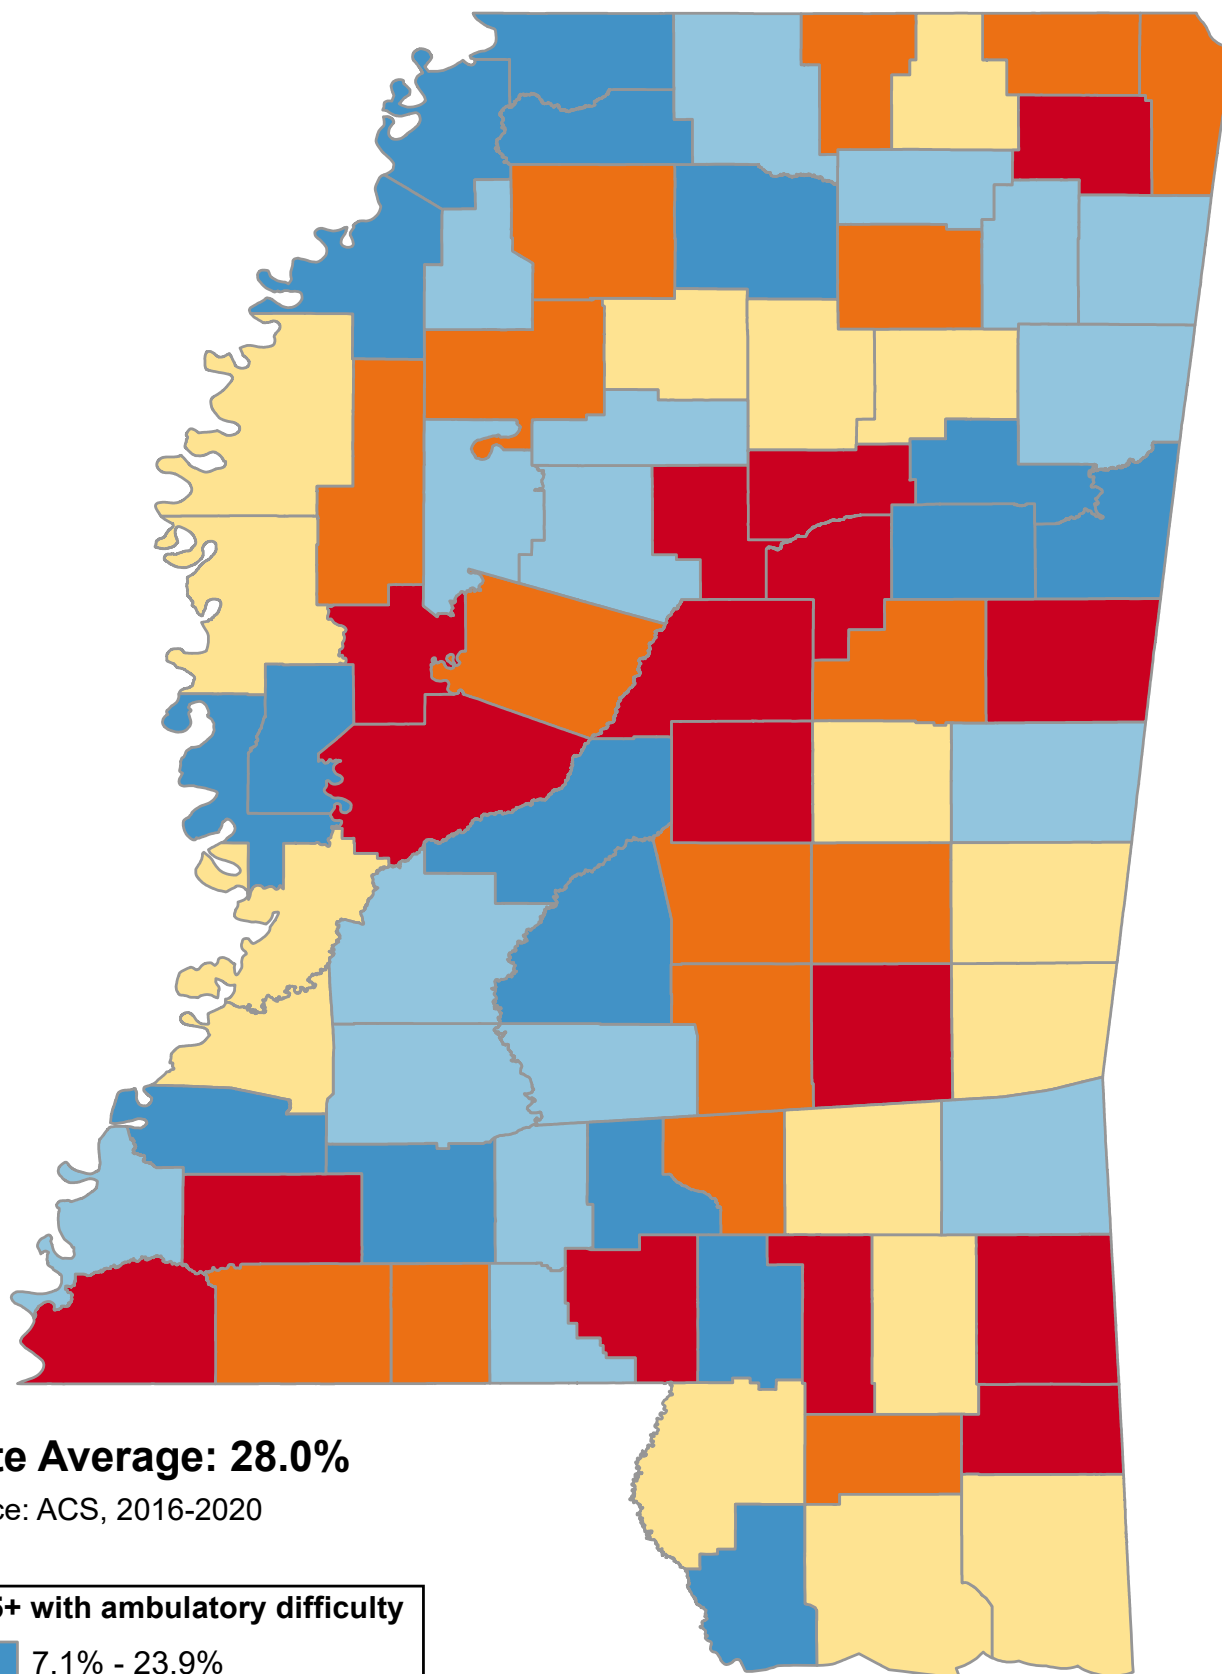 te Average: 28.0%
ce: ACS, 2016-2020
5+ with ambulatory difficulty
7.1% - 23.9%